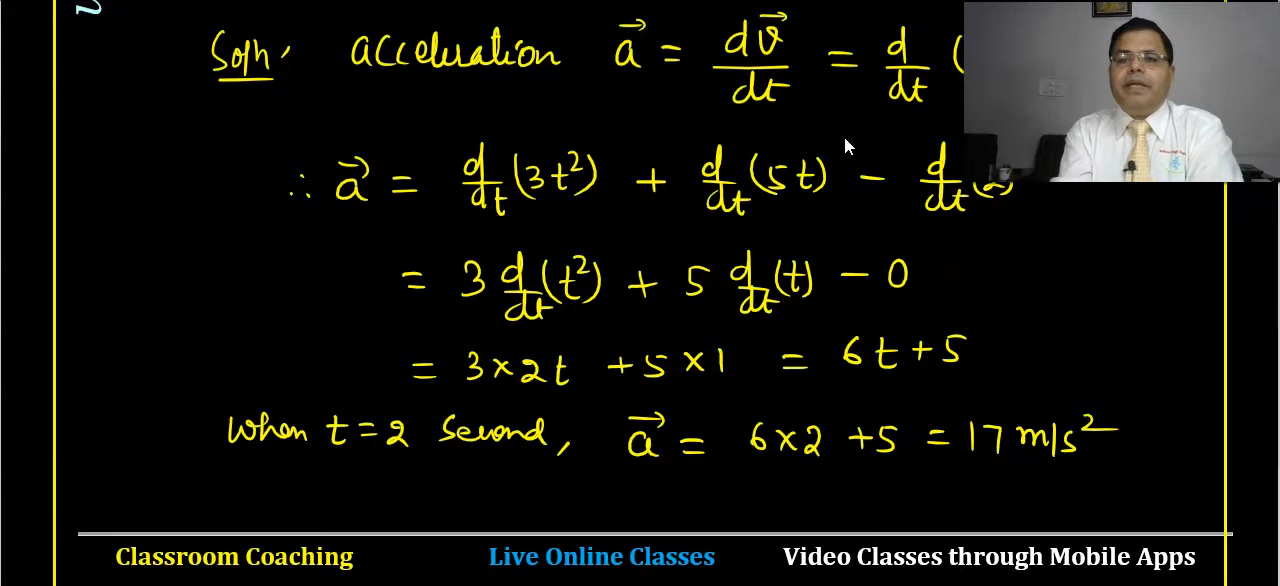 Soln. acceleration a⃗ = dv⃗/dt = d/dt (
∴ a⃗ = d/dt (3t²) + d/dt (5t) − d/dt
= 3 d/dt (t²) + 5 d/dt (t) − 0
= 3×2t + 5×1 = 6t + 5
When t = 2 second, a⃗ = 6×2 + 5 = 17 m/s²
Classroom Coaching Live Online Classes Video Classes through Mobile Apps